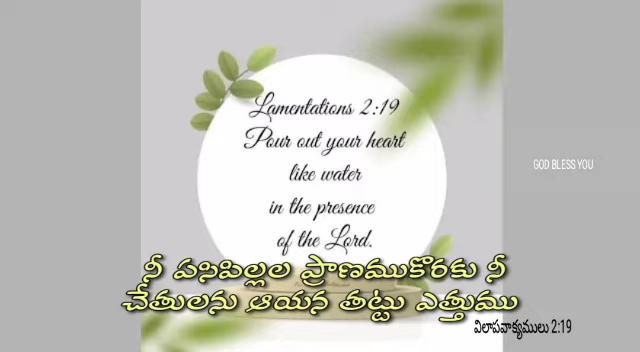 Lamentations 2:19
Pour out your heart
like water
in the presence
of the Lord.
GOD BLESS YOU
నీ పసిపిల్లల ప్రాణముకొరకు నీ
చేతులను ఆయన తట్టు ఎత్తుము
విలాపవాక్యములు 2:19